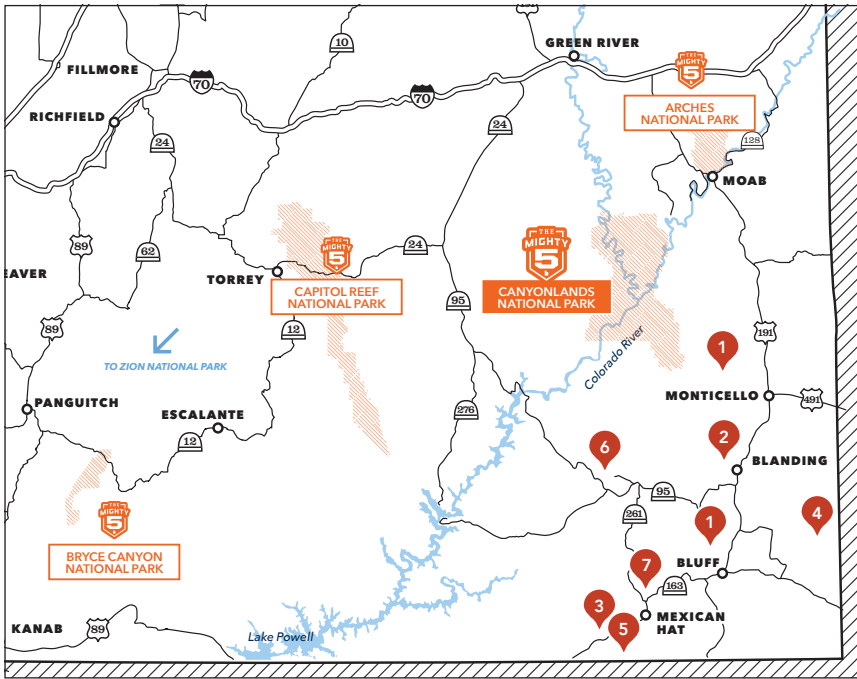 191
10
GREEN RIVER
THE
MIGHTY
5
FILLMORE
70
70
ARCHES
NATIONAL PARK
RICHFIELD
24
24
128
MOAB
89
62
THE
MIGHTY
5
24
THE
MIGHTY
5
EAVER
TORREY
CAPITOL REEF
NATIONAL PARK
CANYONLANDS
NATIONAL PARK
95
89
12
191
TO ZION NATIONAL PARK
Colorado River
1
PANGUITCH
ESCALANTE
MONTICELLO
491
276
12
2
6
BLANDING
95
THE
MIGHTY
5
261
1
4
BRYCE CANYON
NATIONAL PARK
BLUFF
7
163
3
MEXICAN
HAT
KANAB
89
Lake Powell
5